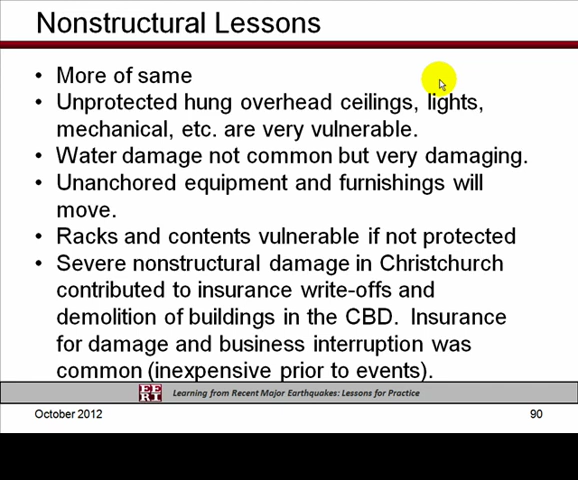 Nonstructural Lessons
• More of same
• Unprotected hung overhead ceilings, lights,
mechanical, etc. are very vulnerable.
• Water damage not common but very damaging.
• Unanchored equipment and furnishings will
move.
• Racks and contents vulnerable if not protected
• Severe nonstructural damage in Christchurch
contributed to insurance write-offs and
demolition of buildings in the CBD.  Insurance
for damage and business interruption was
common (inexpensive prior to events).
EERI
Learning from Recent Major Earthquakes: Lessons for Practice
October 2012
90